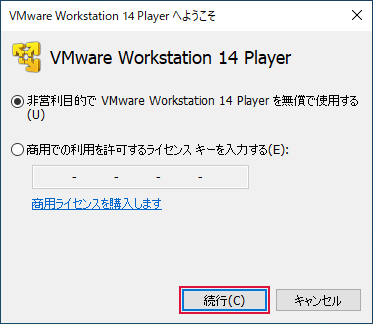 VMware Workstation 14 Player へようこそ
VMware Workstation 14 Player
非営利目的で VMware Workstation 14 Player を無償で使用する
(U)
商用での利用を許可するライセンス キーを入力する(E):
- - - -
商用ライセンスを購入します
続行(C) キャンセル